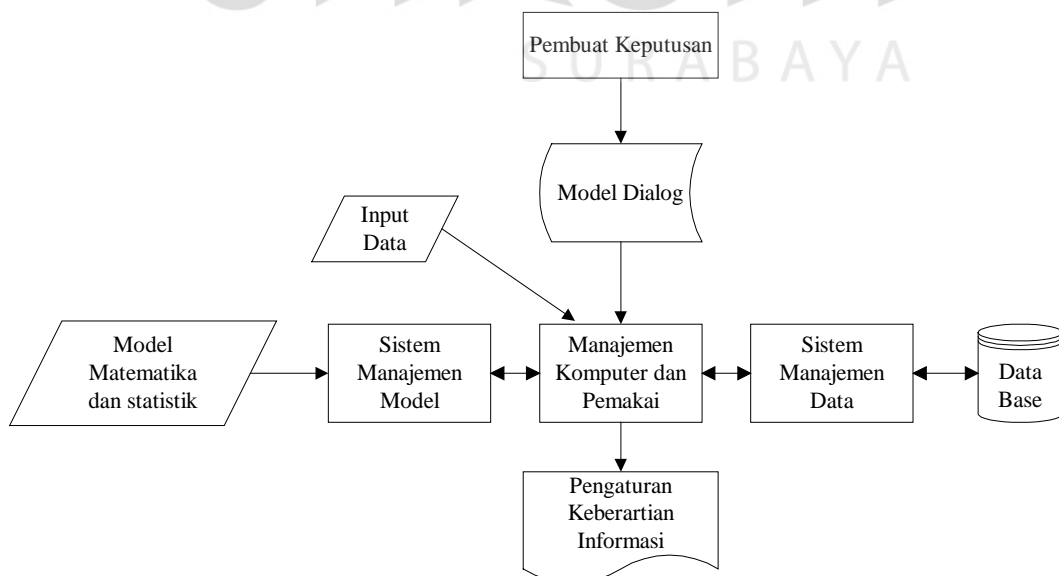 Pembuat Keputusan
SURABAYA
Model Dialog
Input
Data
Model
Matematika
dan statistik
Sistem
Manajemen
Model
Manajemen
Komputer dan
Pemakai
Sistem
Manajemen
Data
Data
Base
Pengaturan
Keberartian
Informasi